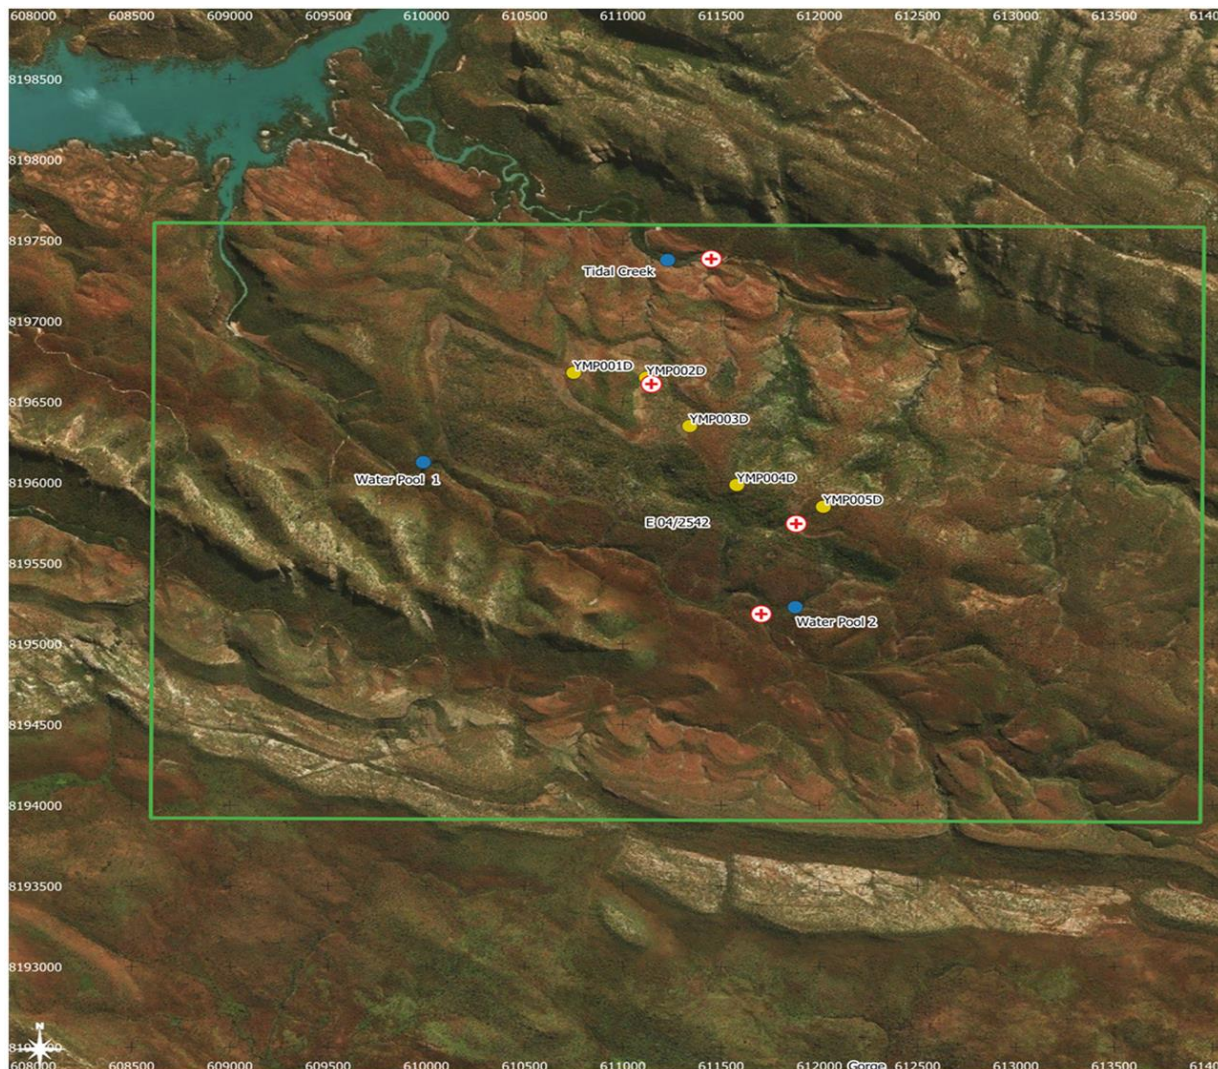 608000 608500 609000 609500 610000 610500 611000 611500 612000 612500 613000 613500
8198500
8198000
8197500
Tidal Creek
8197000
YMP001D
YMP002D
8196500
YMP003D
Water Pool 1
8196000
YMP004D
YMP005D
E 04/2542
8195500
Water Pool 2
8195000
8194500
8194000
8193500
8193000
N
608000 608500 609000 609500 610000 610500 611000 611500 612000 612500 613000 613500